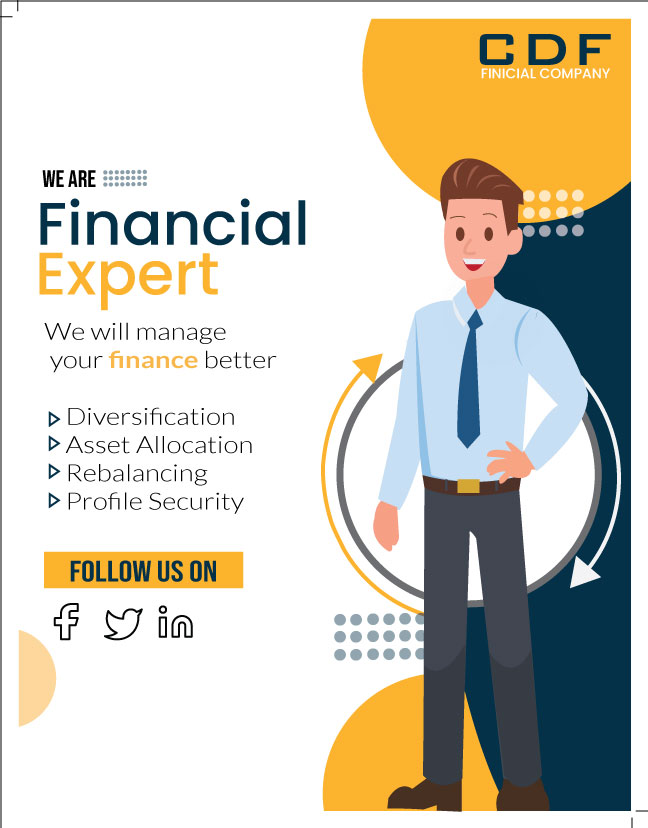 CDF
FINICIAL COMPANY
WE ARE
Financial
Expert
We will manage
your finance better
Diversification
Asset Allocation
Rebalancing
Profile Security
FOLLOW US ON